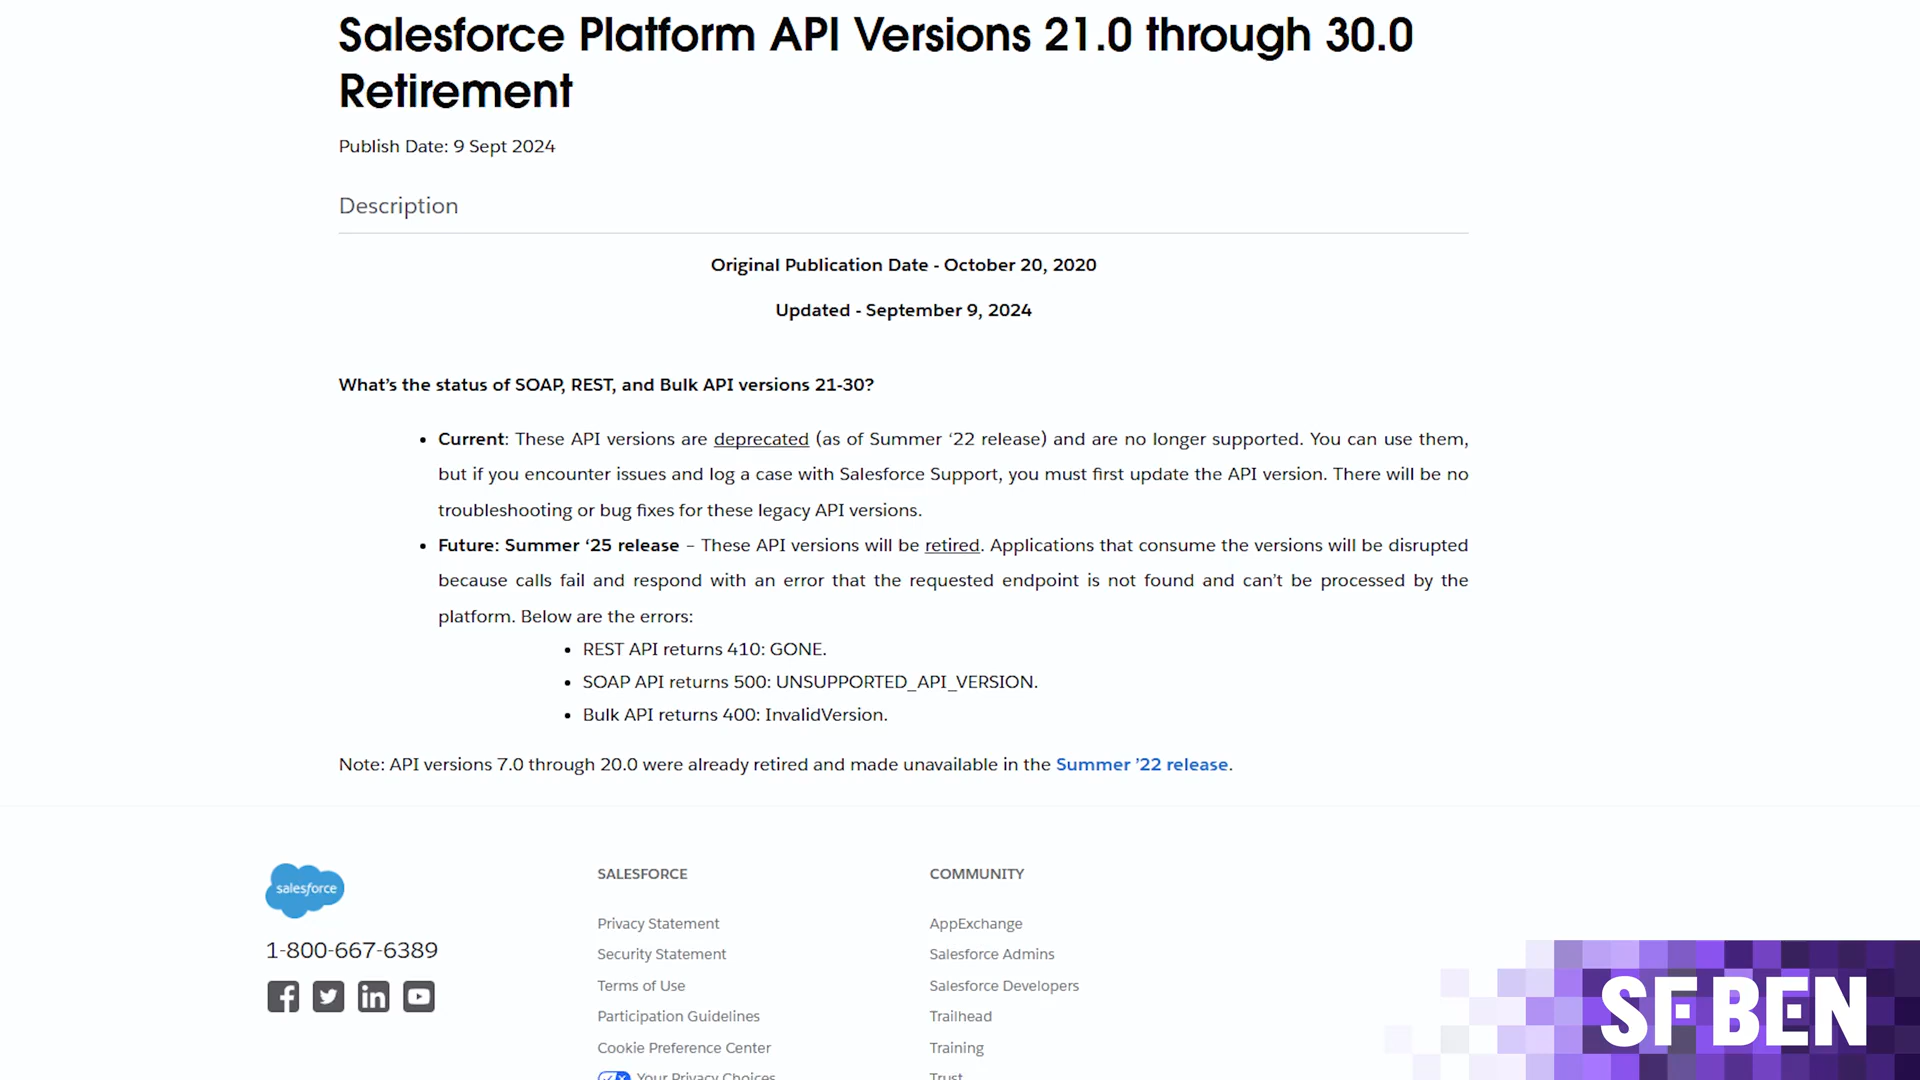 Salesforce Platform API Versions 21.0 through 30.0
Retirement
Publish Date: 9 Sept 2024
Description
Original Publication Date - October 20, 2020
Updated - September 9, 2024
What's the status of SOAP, REST, and Bulk API versions 21-30?
• Current: These API versions are deprecated (as of Summer ‘22 release) and are no longer supported. You can use them,
but if you encounter issues and log a case with Salesforce Support, you must first update the API version. There will be no
troubleshooting or bug fixes for these legacy API versions.
• Future: Summer ‘25 release – These API versions will be retired. Applications that consume the versions will be disrupted
because calls fail and respond with an error that the requested endpoint is not found and can’t be processed by the
platform. Below are the errors:
• REST API returns 410: GONE.
• SOAP API returns 500: UNSUPPORTED_API_VERSION.
• Bulk API returns 400: InvalidVersion.
Note: API versions 7.0 through 20.0 were already retired and made unavailable in the Summer ’22 release.
salesforce
1-800-667-6389
SALESFORCE
Privacy Statement
Security Statement
Terms of Use
Participation Guidelines
Cookie Preference Center
Your Privacy Choices
COMMUNITY
AppExchange
Salesforce Admins
Salesforce Developers
Trailhead
Training
Trust
SF BEN